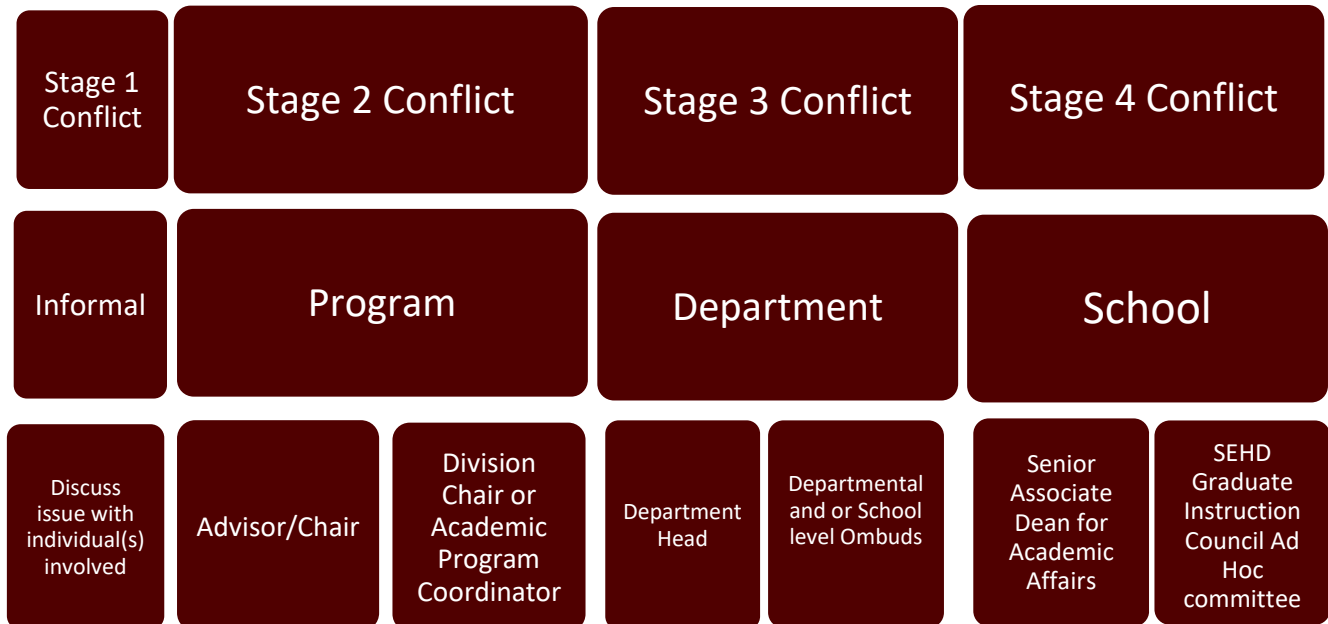 Stage 1
Conflict
Stage 2 Conflict
Stage 3 Conflict
Stage 4 Conflict
Informal
Program
Department
School
Discuss
issue with
individual(s)
involved
Advisor/Chair
Division
Chair or
Academic
Program
Coordinator
Department
Head
Departmental
and or School
level Ombuds
Senior
Associate
Dean for
Academic
Affairs
SEHD
Graduate
Instruction
Council Ad
Hoc
committee